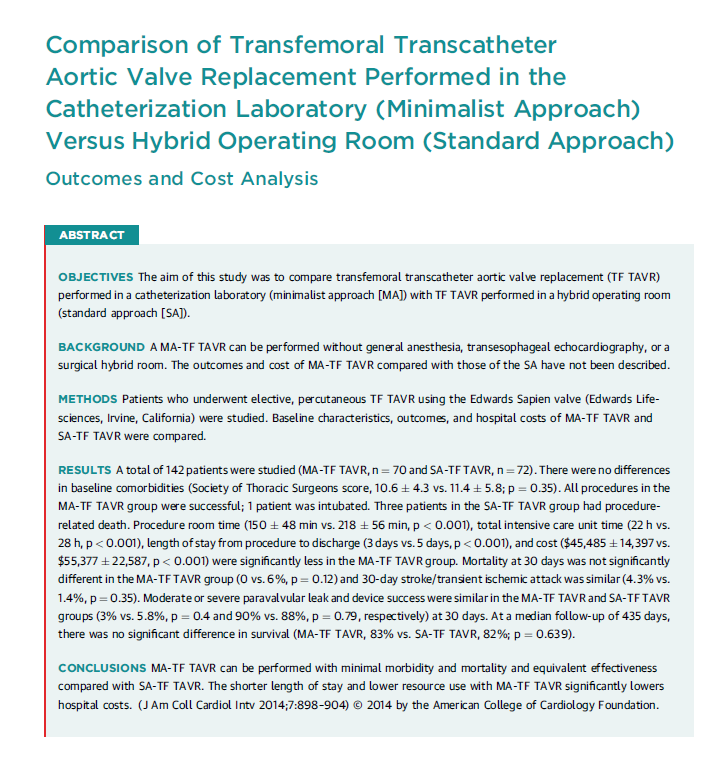 Comparison of Transfemoral Transcatheter
Aortic Valve Replacement Performed in the
Catheterization Laboratory (Minimalist Approach)
Versus Hybrid Operating Room (Standard Approach)
Outcomes and Cost Analysis
ABSTRACT
OBJECTIVES The aim of this study was to compare transfemoral transcatheter aortic valve replacement (TF TAVR)
performed in a catheterization laboratory (minimalist approach [MA]) with TF TAVR performed in a hybrid operating room
(standard approach [SA]).
BACKGROUND A MA-TF TAVR can be performed without general anesthesia, transesophageal echocardiography, or a
surgical hybrid room. The outcomes and cost of MA-TF TAVR compared with those of the SA have not been described.
METHODS Patients who underwent elective, percutaneous TF TAVR using the Edwards Sapien valve (Edwards Life-
sciences, Irvine, California) were studied. Baseline characteristics, outcomes, and hospital costs of MA-TF TAVR and
SA-TF TAVR were compared.
RESULTS A total of 142 patients were studied (MA-TF TAVR, n = 70 and SA-TF TAVR, n = 72). There were no differences
in baseline comorbidities (Society of Thoracic Surgeons score, 10.6 ± 4.3 vs. 11.4 ± 5.8; p = 0.35). All procedures in the
MA-TF TAVR group were successful; 1 patient was intubated. Three patients in the SA-TF TAVR group had procedure-
related death. Procedure room time (150 ± 48 min vs. 218 ± 56 min, p < 0.001), total intensive care unit time (22 h vs.
28 h, p < 0.001), length of stay from procedure to discharge (3 days vs. 5 days, p < 0.001), and cost ($45,485 ± 14,397 vs.
$55,377 ± 22,587, p < 0.001) were significantly less in the MA-TF TAVR group. Mortality at 30 days was not significantly
different in the MA-TF TAVR group (0 vs. 6%, p = 0.12) and 30-day stroke/transient ischemic attack was similar (4.3% vs.
1.4%, p = 0.35). Moderate or severe paravalvular leak and device success were similar in the MA-TF TAVR and SA-TF TAVR
groups (3% vs. 5.8%, p = 0.4 and 90% vs. 88%, p = 0.79, respectively) at 30 days. At a median follow-up of 435 days,
there was no significant difference in survival (MA-TF TAVR, 83% vs. SA-TF TAVR, 82%; p = 0.639).
CONCLUSIONS MA-TF TAVR can be performed with minimal morbidity and mortality and equivalent effectiveness
compared with SA-TF TAVR. The shorter length of stay and lower resource use with MA-TF TAVR significantly lowers
hospital costs. (J Am Coll Cardiol Intv 2014;7:898–904) © 2014 by the American College of Cardiology Foundation.